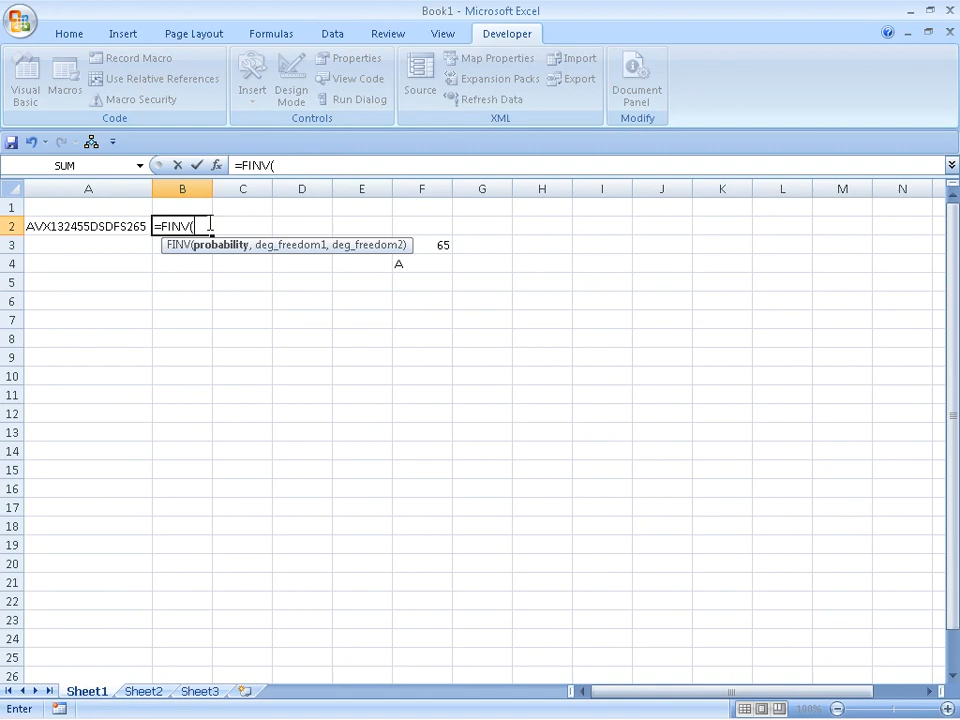 Book1 - Microsoft Excel
Home Insert Page Layout Formulas Data Review View Developer
Visual Basic
Macros
Record Macro
Use Relative References
Macro Security
Code
Insert
Design Mode
Properties
View Code
Run Dialog
Controls
Source
Map Properties
Expansion Packs
Refresh Data
Import
Export
XML
Document Panel
Modify
SUM =FINV(
A B C D E F G H I J K L M N
1
2 AVX132455DSDFS265 =FINV(
FINV(probability, deg_freedom1, deg_freedom2)
3 65
4 A
5
6
7
8
9
10
11
12
13
14
15
16
17
18
19
20
21
22
23
24
25
26
Sheet1 Sheet2 Sheet3
Enter 100%